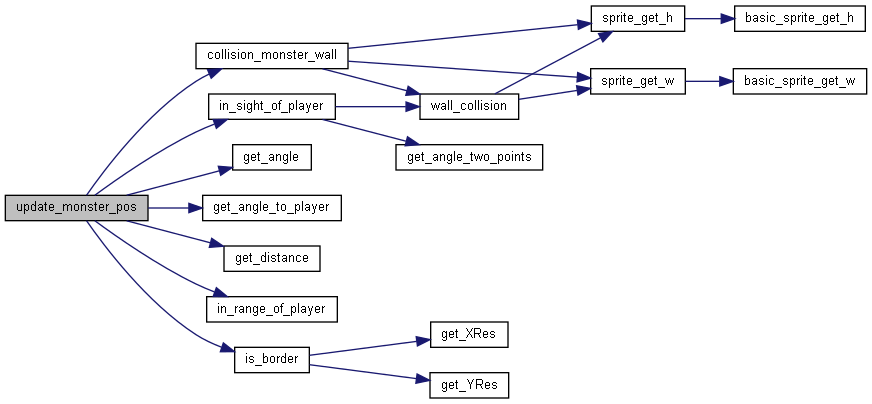 update_monster_pos
collision_monster_wall
in_sight_of_player
get_angle
get_angle_to_player
get_distance
in_range_of_player
is_border
wall_collision
get_angle_two_points
get_XRes
get_YRes
sprite_get_h
sprite_get_w
basic_sprite_get_h
basic_sprite_get_w